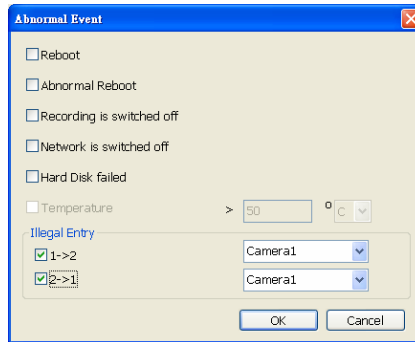 Abnormal Event
Reboot
Abnormal Reboot
Recording is switched off
Network is switched off
Hard Disk failed
Temperature > 50 °C
Illegal Entry
1->2 Camera1
2->1 Camera1
OK Cancel